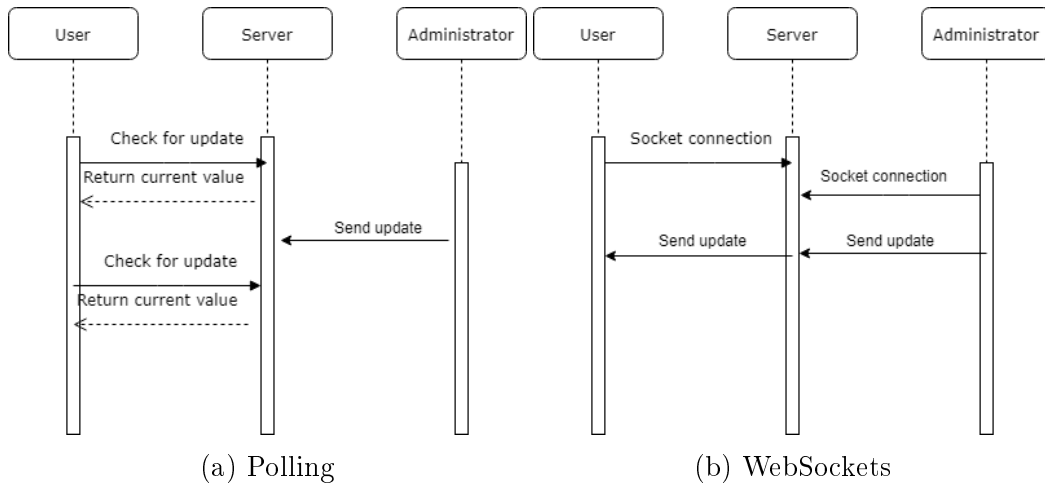 User
Server
Administrator
Check for update
Return current value
Send update
Check for update
Return current value
(a) Polling
User
Server
Administrator
Socket connection
Socket connection
Send update
Send update
(b) WebSockets